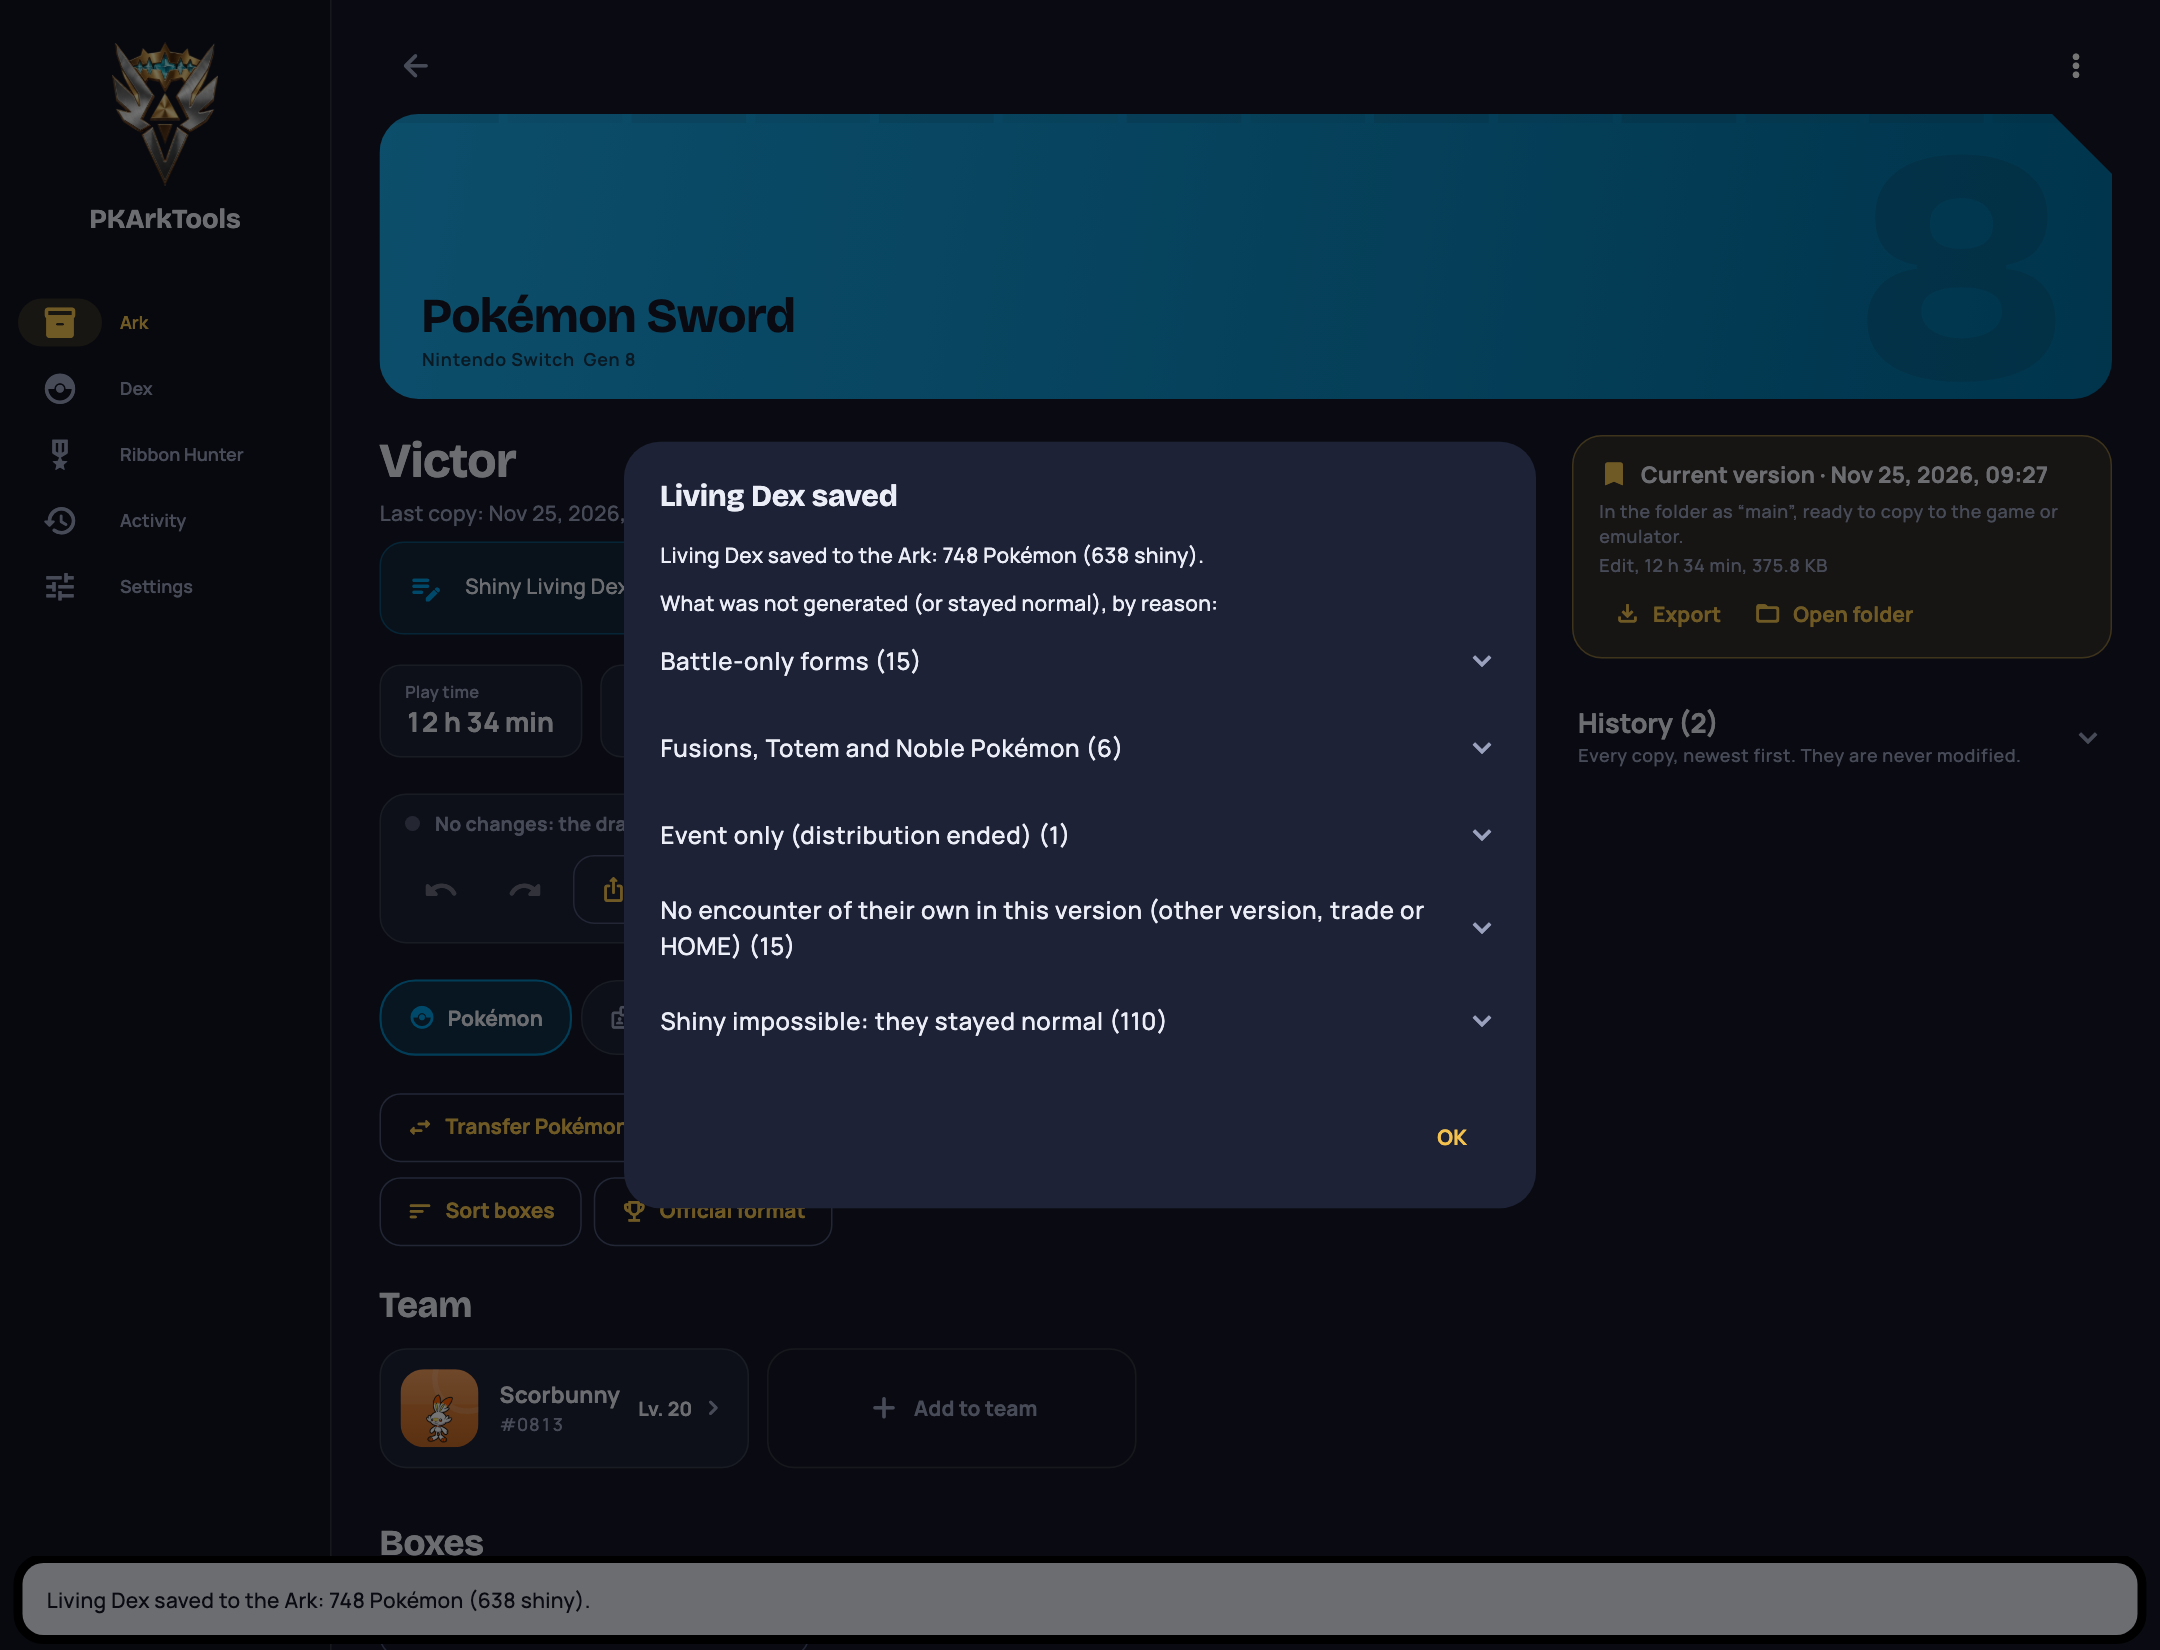 PKArkTools
Ark
Dex
Ribbon Hunter
Activity
Settings
8
Pokémon Sword
Nintendo Switch Gen 8
Victor
Last copy: Nov 25, 2026,
Shiny Living Dex
Play time
12 h 34 min
No changes: the dra
Pokémon
Transfer Pokémon
Sort boxes
Official format
Team
Scorbunny
#0813
Lv. 20
Add to team
Boxes
Current version · Nov 25, 2026, 09:27
In the folder as “main”, ready to copy to the game or
emulator.
Edit, 12 h 34 min, 375.8 KB
Export
Open folder
History (2)
Every copy, newest first. They are never modified.
Living Dex saved
Living Dex saved to the Ark: 748 Pokémon (638 shiny).
What was not generated (or stayed normal), by reason:
Battle-only forms (15)
Fusions, Totem and Noble Pokémon (6)
Event only (distribution ended) (1)
No encounter of their own in this version (other version, trade or
HOME) (15)
Shiny impossible: they stayed normal (110)
OK
Living Dex saved to the Ark: 748 Pokémon (638 shiny).